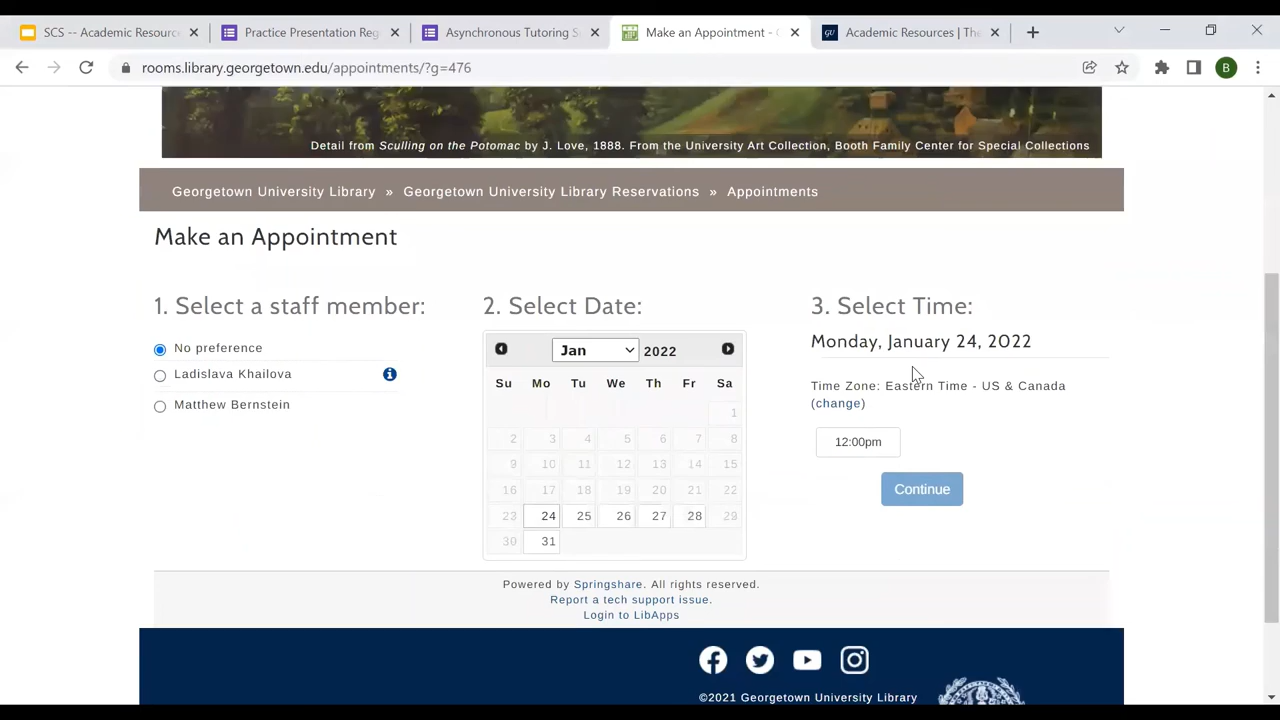 SCS -- Academic Resource
Practice Presentation Reg
Asynchronous Tutoring S
Make an Appointment - G
Academic Resources | The
rooms.library.georgetown.edu/appointments/?g=476
B
Detail from Sculling on the Potomac by J. Love, 1888. From the University Art Collection, Booth Family Center for Special Collections
Georgetown University Library » Georgetown University Library Reservations » Appointments
Make an Appointment
1. Select a staff member:
No preference
Ladislava Khailova
Matthew Bernstein
2. Select Date:
Jan 2022
Su Mo Tu We Th Fr Sa
1
2 3 4 5 6 7 8
9 10 11 12 13 14 15
16 17 18 19 20 21 22
23 24 25 26 27 28 29
30 31
3. Select Time:
Monday, January 24, 2022
Time Zone: Eastern Time - US & Canada
(change)
12:00pm
Continue
Powered by Springshare. All rights reserved.
Report a tech support issue.
Login to LibApps
©2021 Georgetown University Library